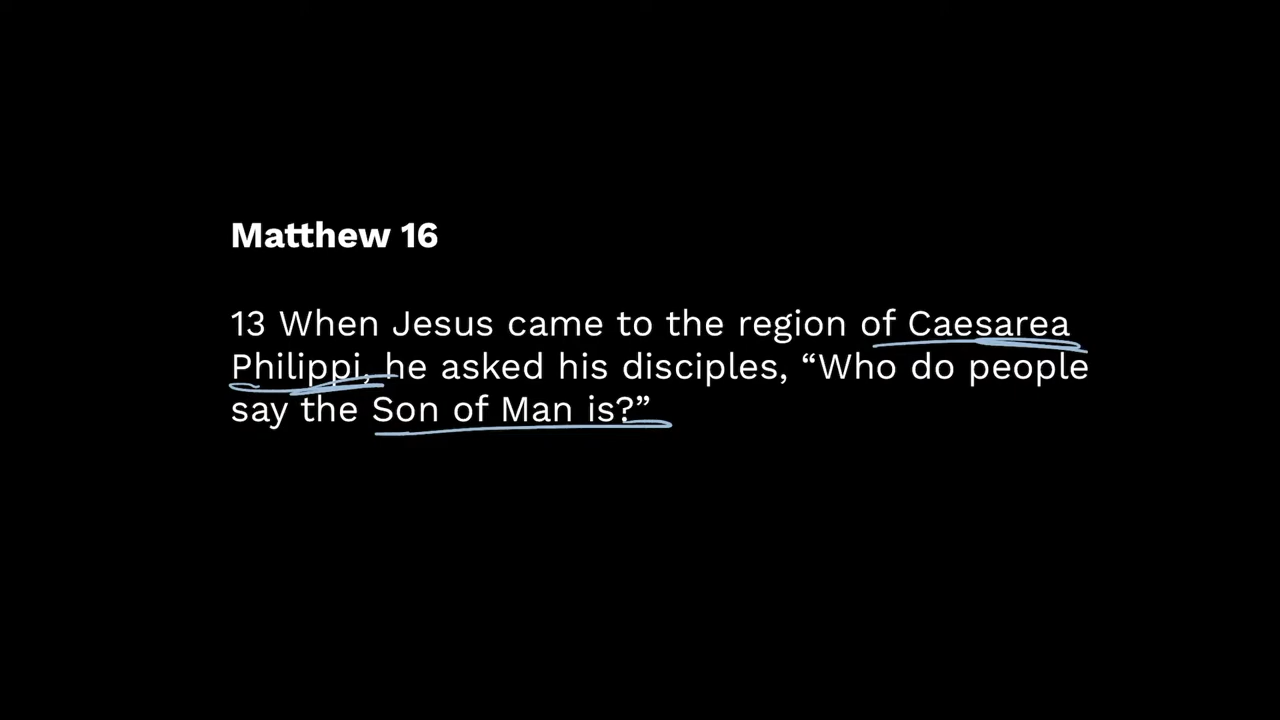 Matthew 16
13 When Jesus came to the region of Caesarea
Philippi, he asked his disciples, “Who do people
say the Son of Man is?”